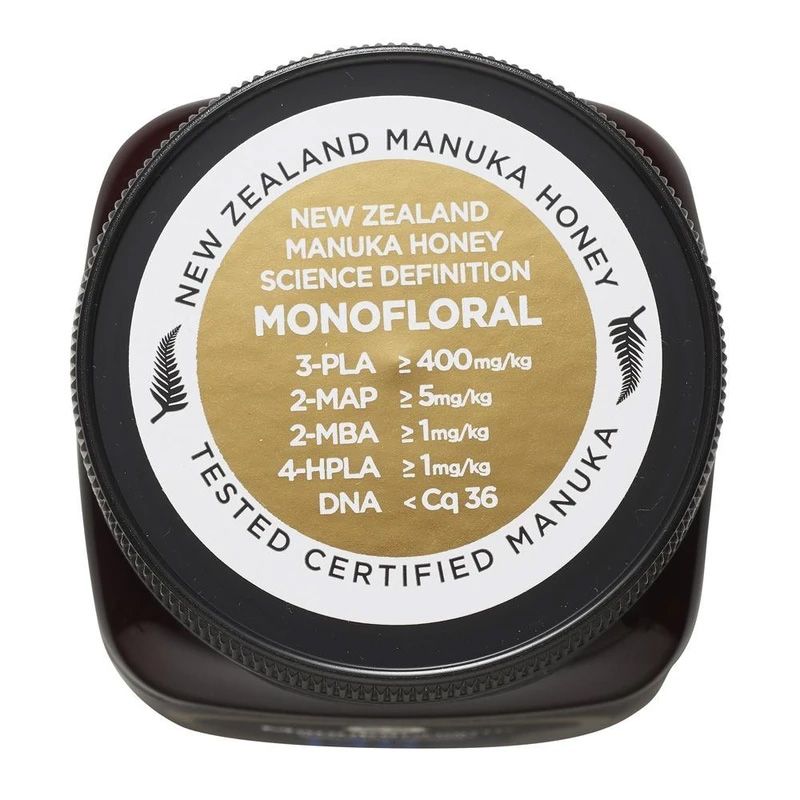 NEW ZEALAND MANUKA HONEY
NEW ZEALAND
MANUKA HONEY
SCIENCE DEFINITION
MONOFLORAL
3-PLA ≥ 400mg/kg
2-MAP ≥ 5mg/kg
2-MBA ≥ 1mg/kg
4-HPLA ≥ 1mg/kg
DNA < Cq 36
TESTED CERTIFIED MANUKA